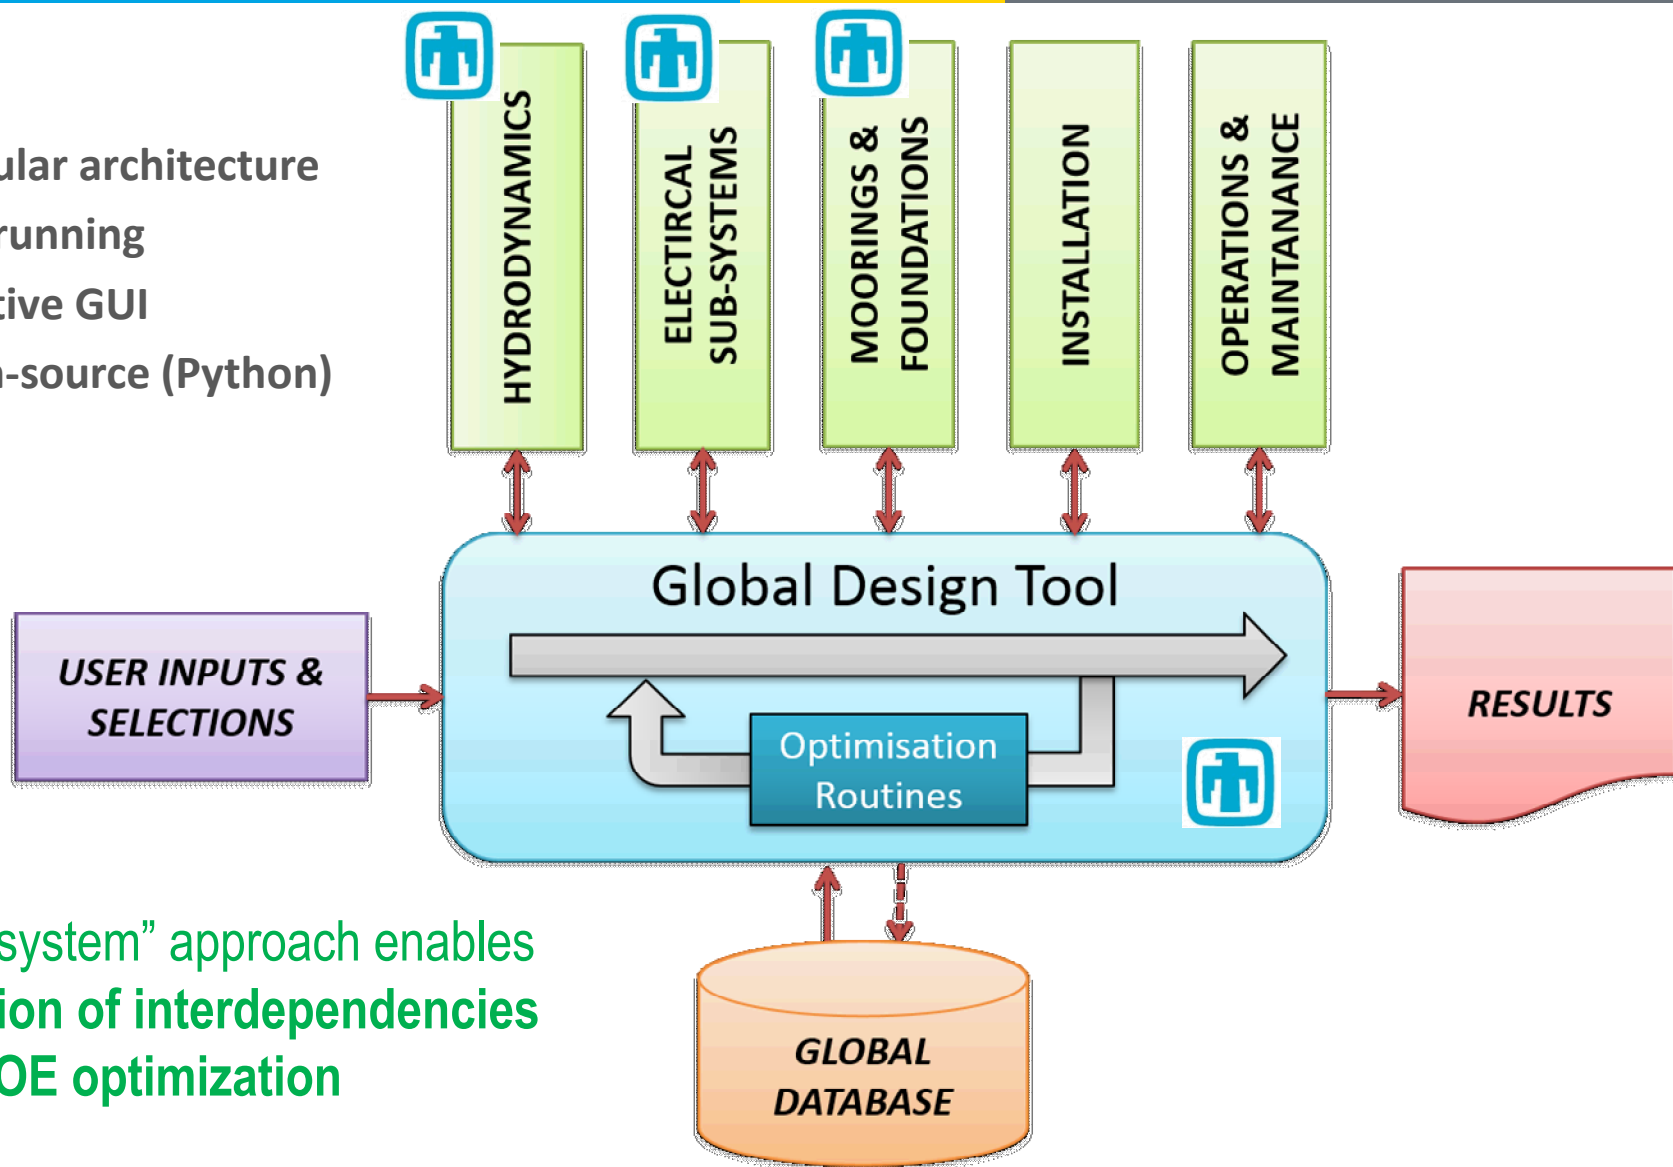 ular architecture
running
tive GUI
-source (Python)
HYDRODYNAMICS
ELECTIRCAL
SUB-SYSTEMS
MOORINGS &
FOUNDATIONS
INSTALLATION
OPERATIONS &
MAINTANANCE
Global Design Tool
USER INPUTS &
SELECTIONS
Optimisation
Routines
RESULTS
system” approach enables
ion of interdependencies
OE optimization
GLOBAL
DATABASE